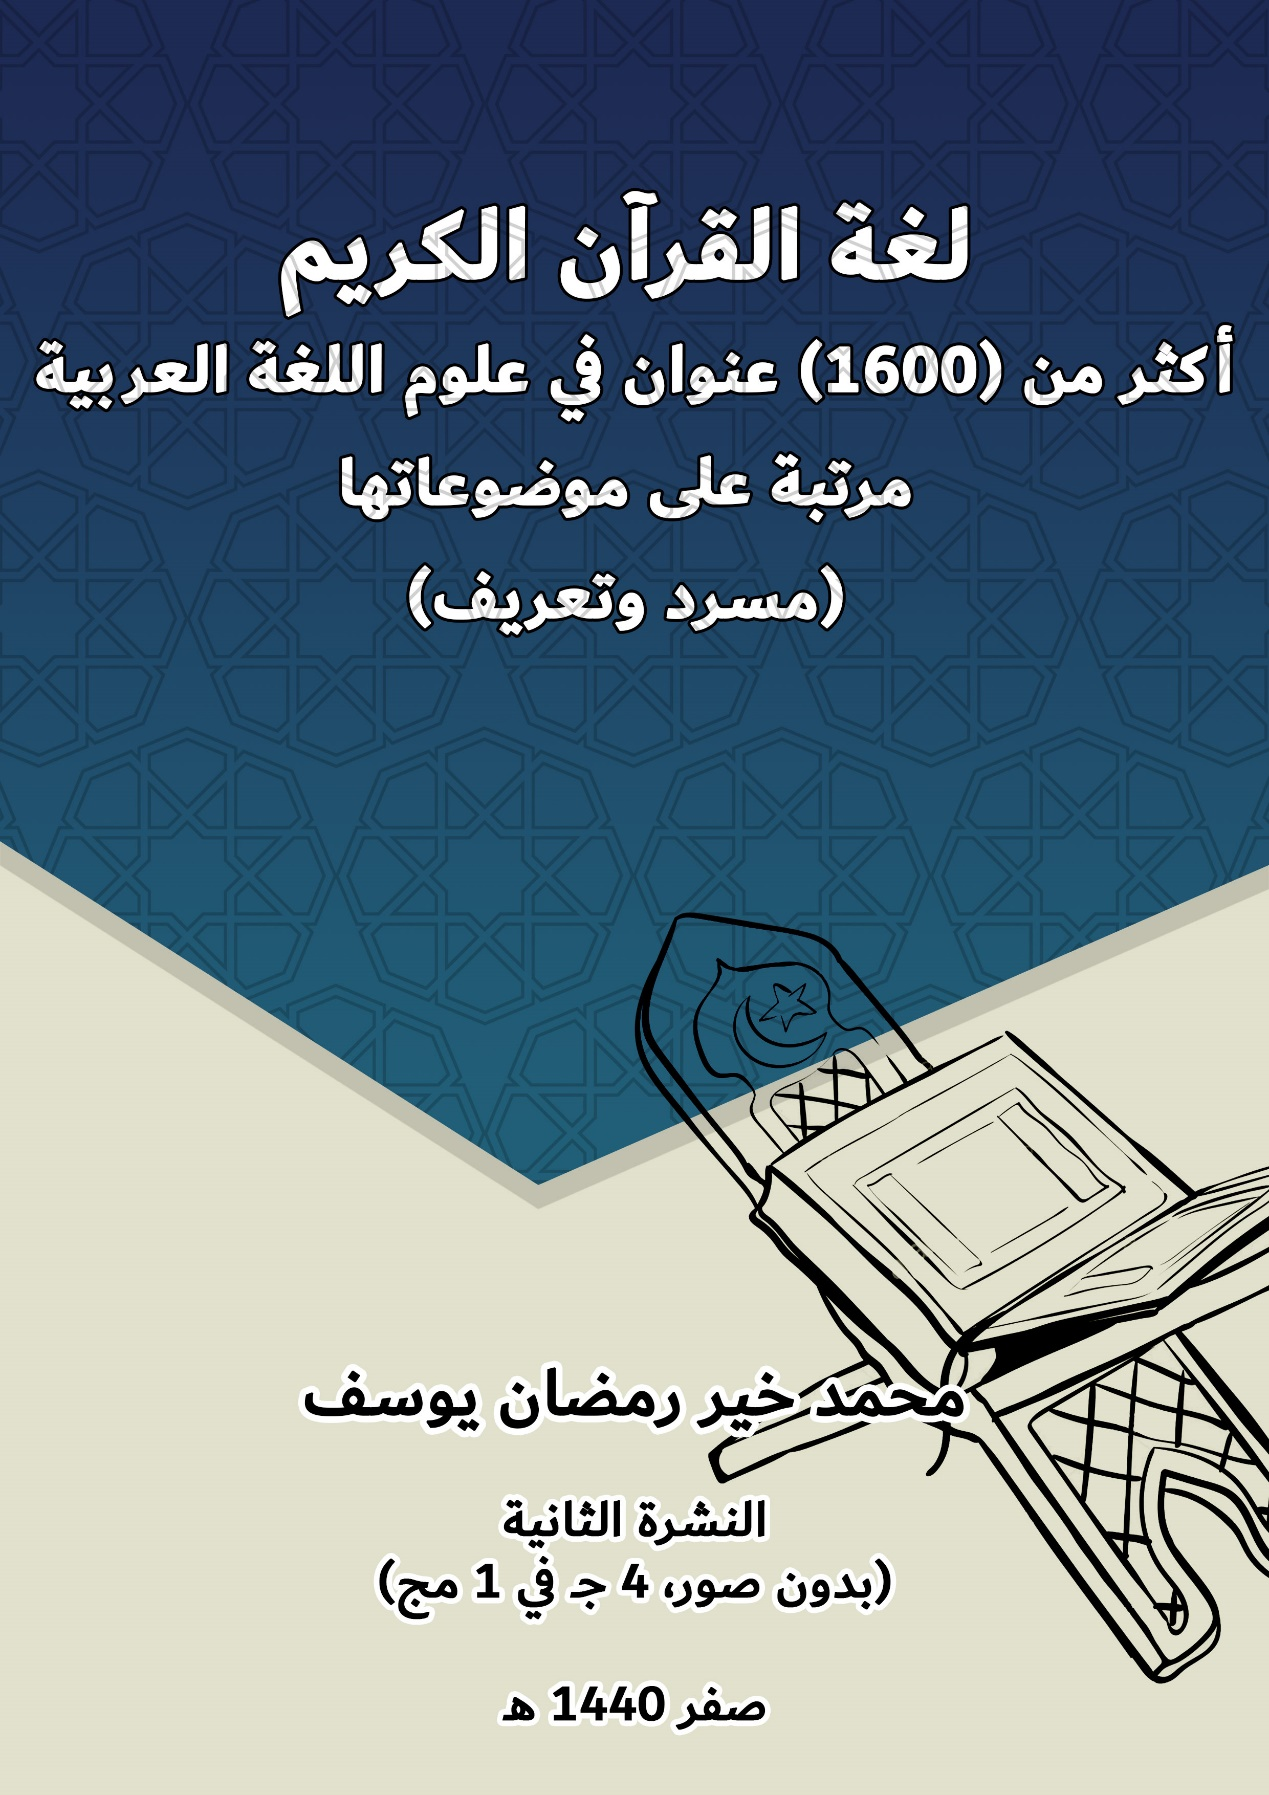 لغة القرآن الكريم
أكثر من (1600) عنوان في علوم اللغة العربية
مرتبة على موضوعاتها
(مسرد وتعريف)
محمد خير رمضان يوسف
النشرة الثانية
(بدون صور، 4 جـ في 1 مج)
صفر 1440 هـ